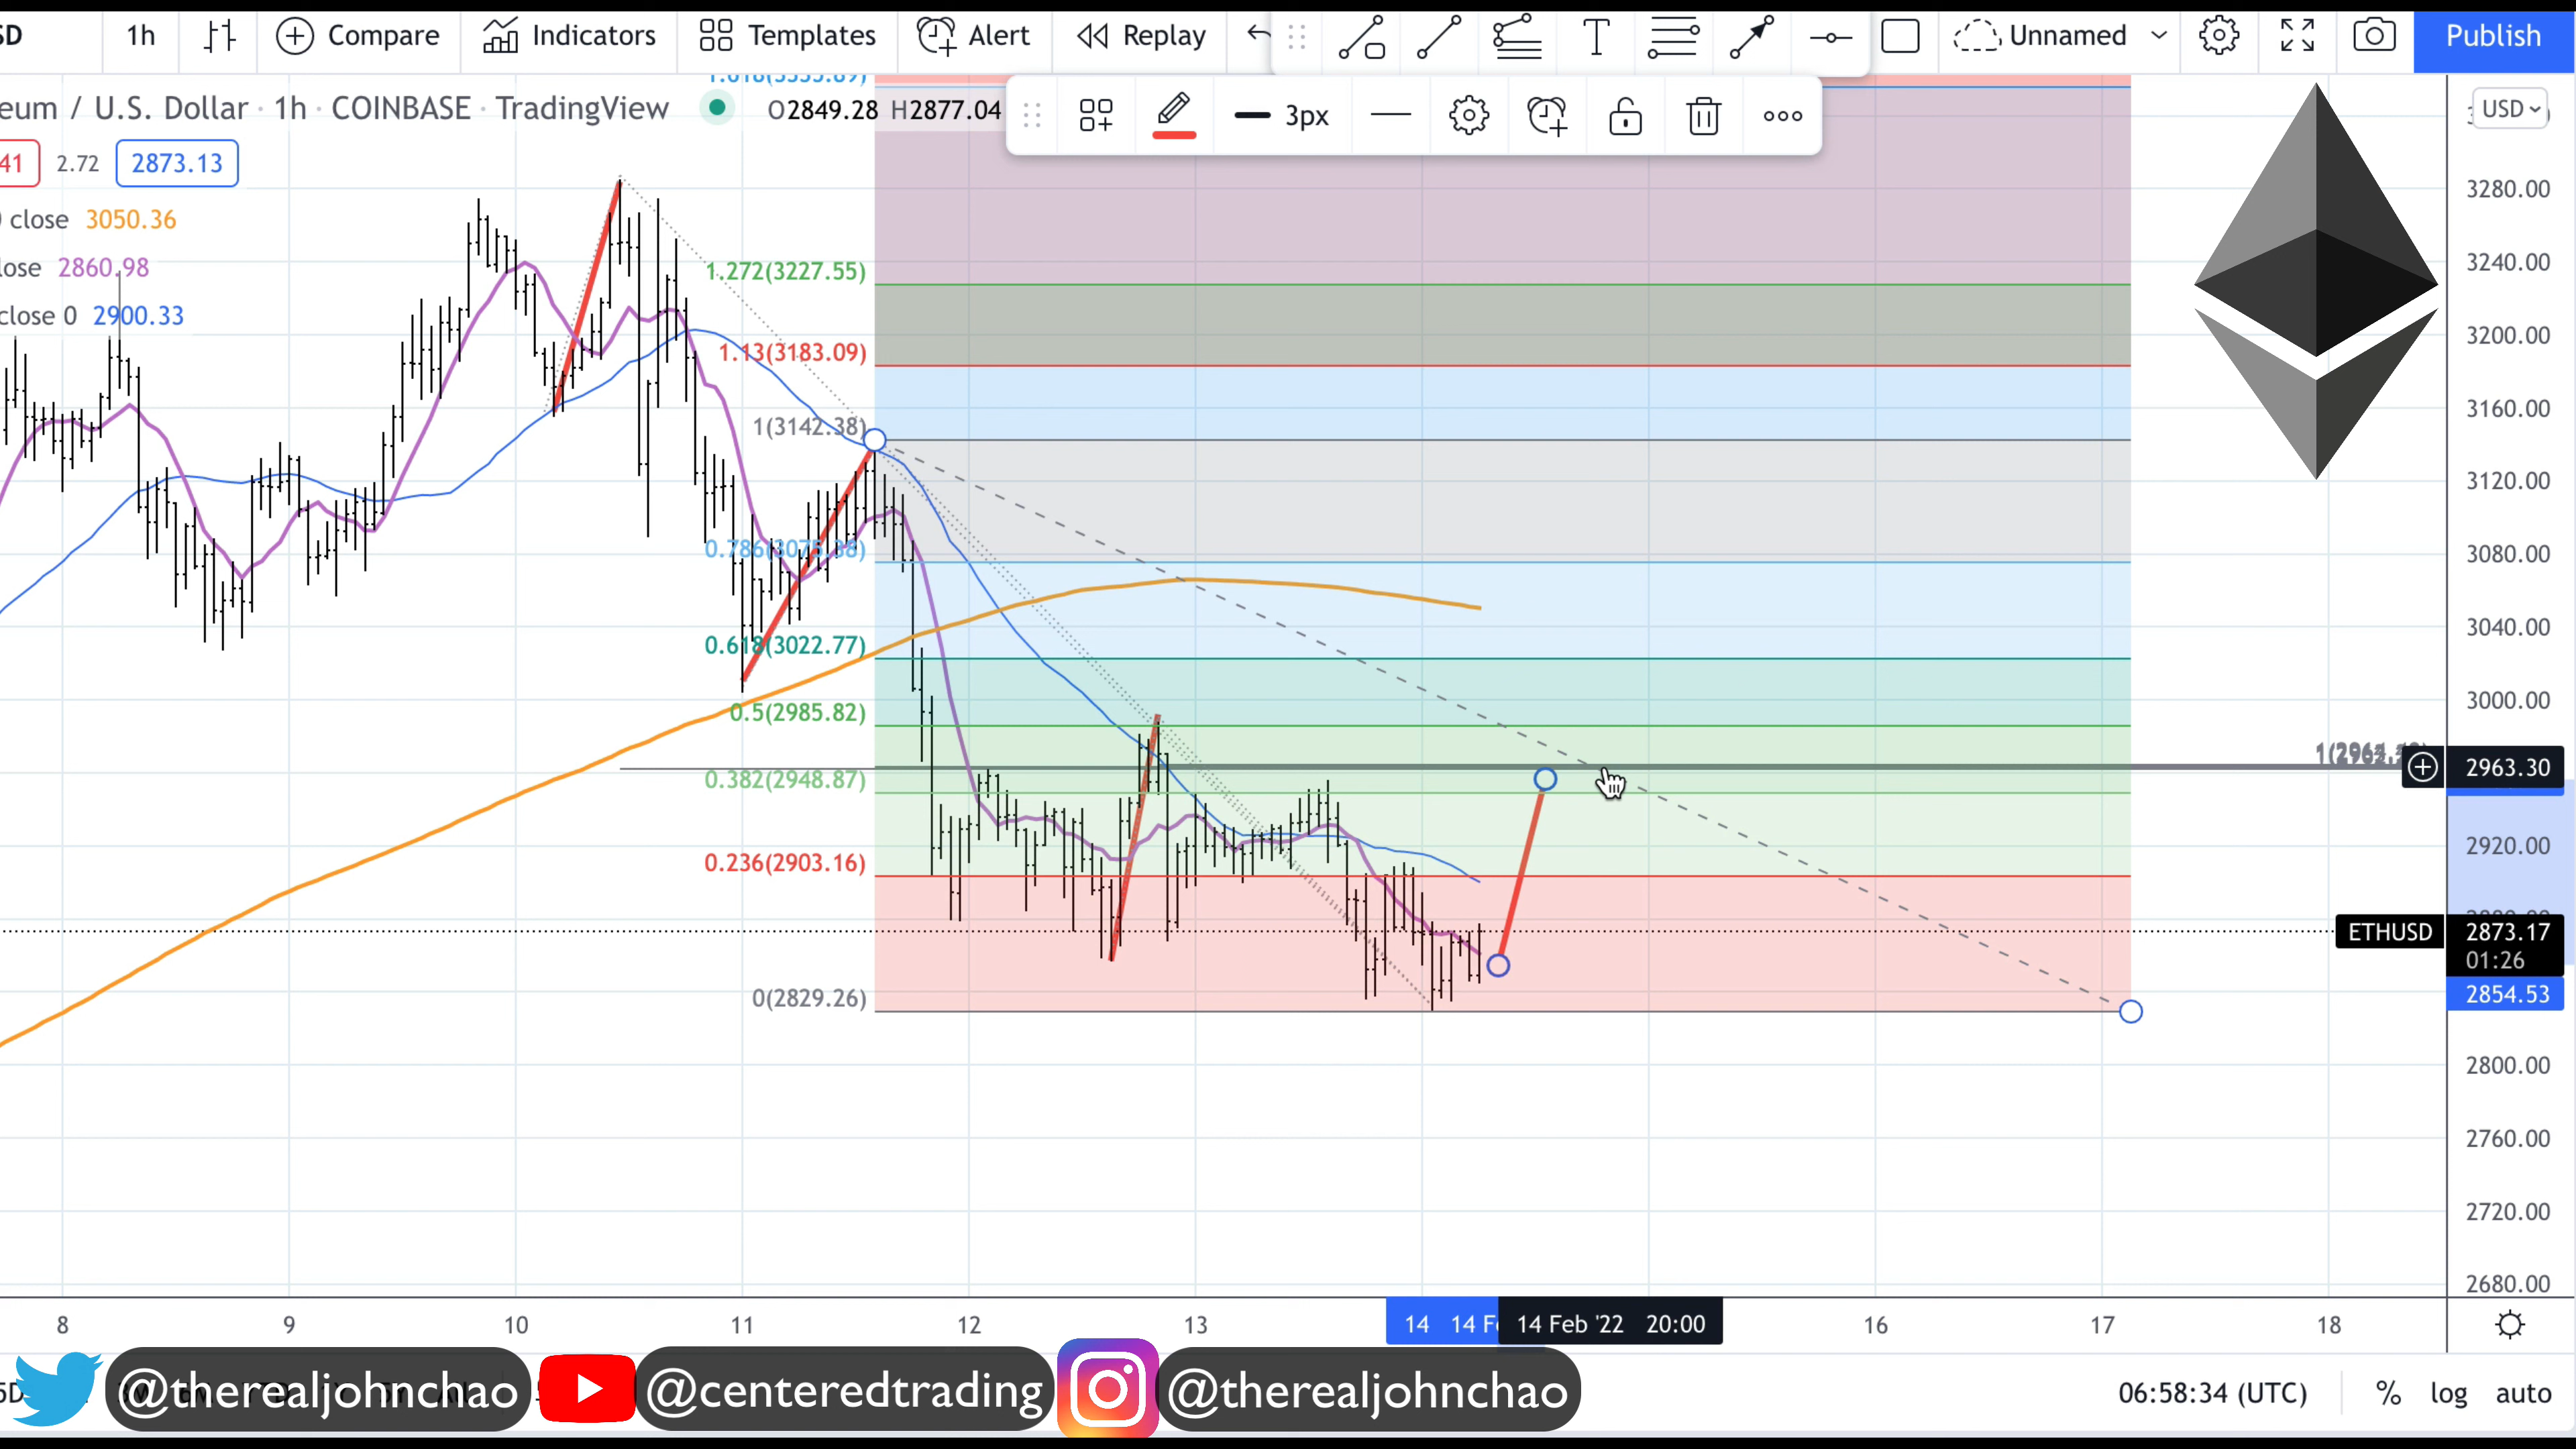 SD 1h Compare Indicators Templates Alert Replay Unnamed Publish
eum / U.S. Dollar · 1h · COINBASE · TradingView O2849.28 H2877.04 3px USD
41 2.72 2873.13
close 3050.36
lose 2860.98
close 0 2900.33
1.272(3227.55)
1.13(3183.09)
1(3142.38)
0.618(3022.77)
0.5(2985.82)
0.382(2948.87)
0.236(2903.16)
0(2829.26)
3280.00
3240.00
3200.00
3160.00
3120.00
3080.00
3040.00
3000.00
2963.30
2920.00
ETHUSD 2873.17
01:26
2854.53
2800.00
2760.00
2720.00
2680.00
8 9 10 11 12 13 14 14 Fe 14 Feb '22 20:00 16 17 18
@therealjohnchao @centeredtrading @therealjohnchao 06:58:34 (UTC) % log auto